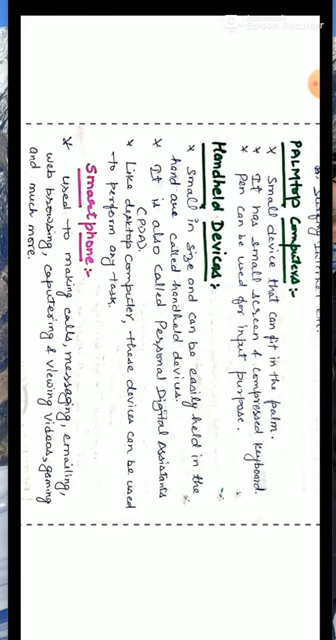 PALMtop Computers:-
* Small device that can fit in the palm.
* It has small screen & compressed keyboard
* Pen can be used for input purpose.
Handheld Devices:
* Small in size and can be easily held in the
hand are called handheld devices.
* It is also called Personal Digital Assistants
(PDA).
* Like desktop computer, these devices can be used
to perform any task.
Smartphone:-
* used to making calls, messaging, emailing,
web browsing, caputering & viewing videos, gaming
and much more.